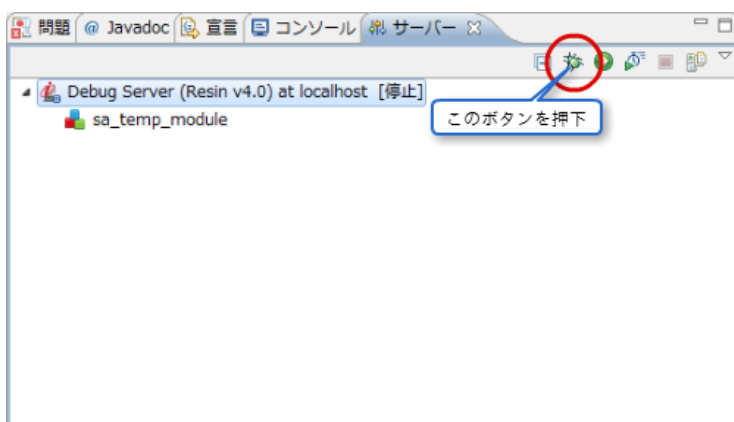 問題 @ Javadoc 宣言 コンソール サーバー
Debug Server (Resin v4.0) at localhost [停止]
このボタンを押下
sa_temp_module